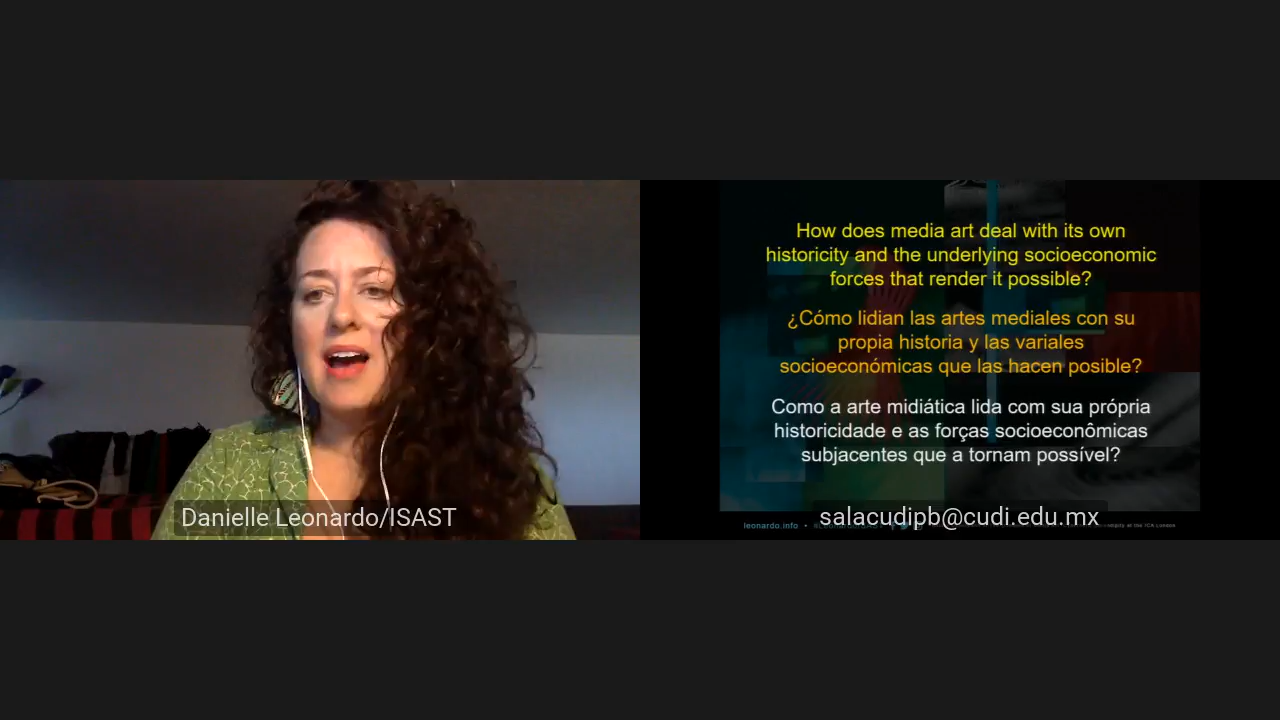 How does media art deal with its own
historicity and the underlying socioeconomic
forces that render it possible?
¿Cómo lidian las artes mediales con su
propia historia y las variales
socioeconómicas que las hacen posible?
Como a arte midiática lida com sua própria
historicidade e as forças socioeconômicas
subjacentes que a tornam possível?
Danielle Leonardo/ISAST
salacudipb@cudi.edu.mx
leonardo.info